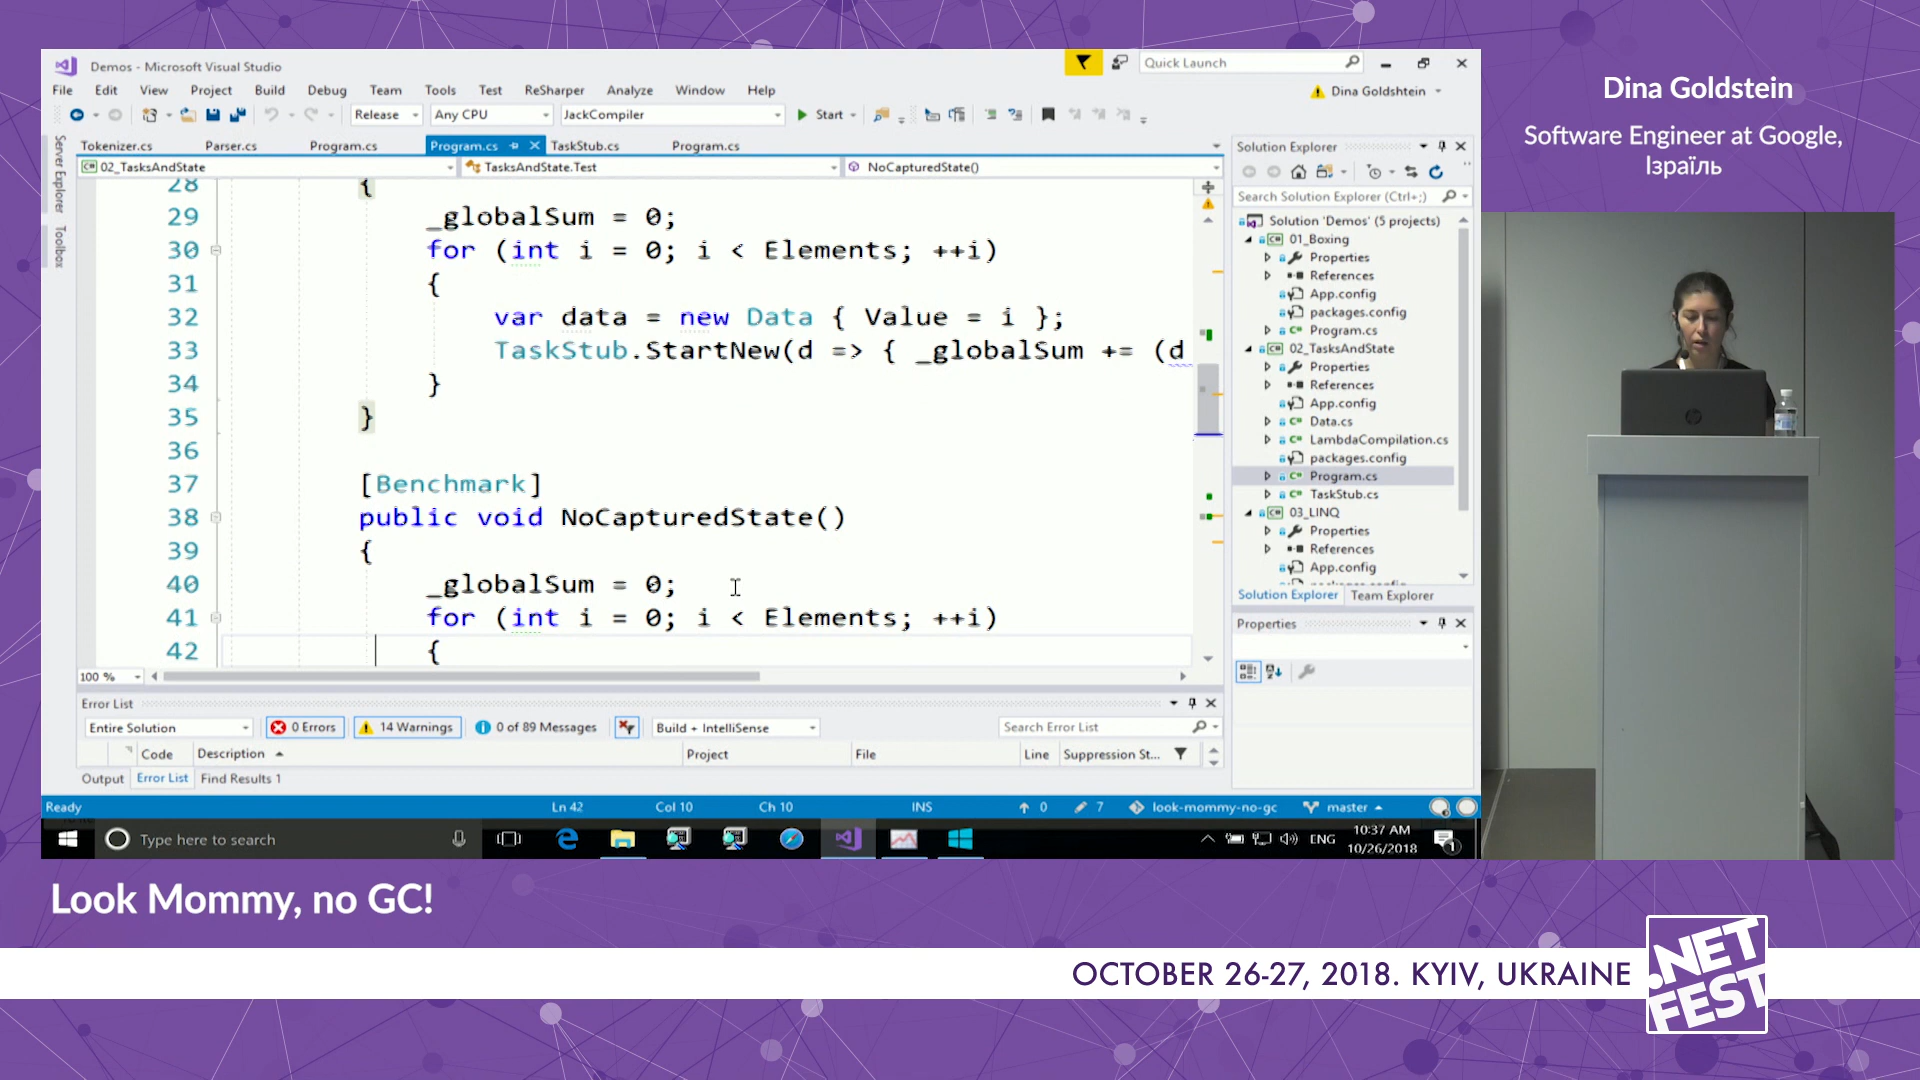 Demos - Microsoft Visual Studio
Quick Launch
File Edit View Project Build Debug Team Tools Test ReSharper Analyze Window Help
Dina Goldshtein
Release Any CPU JackCompiler Start
Server Explorer
Toolbox
Tokenizer.cs Parser.cs Program.cs Program.cs TaskStub.cs Program.cs
02_TasksAndState TasksAndState.Test NoCapturedState()
28 {
29 _globalSum = 0;
30 for (int i = 0; i < Elements; ++i)
31 {
32 var data = new Data { Value = i };
33 TaskStub.StartNew(d => { _globalSum += (d
34 }
35 }
36
37 [Benchmark]
38 public void NoCapturedState()
39 {
40 _globalSum = 0;
41 for (int i = 0; i < Elements; ++i)
42 {
100 %
Solution Explorer
Search Solution Explorer (Ctrl+;)
Solution 'Demos' (5 projects)
01_Boxing
Properties
References
App.config
packages.config
Program.cs
02_TasksAndState
Properties
References
App.config
Data.cs
LambdaCompilation.cs
packages.config
Program.cs
TaskStub.cs
03_LINQ
Properties
References
App.config
Solution Explorer Team Explorer
Properties
Error List
Entire Solution 0 Errors 14 Warnings 0 of 89 Messages Build + IntelliSense Search Error List
Code Description Project File Line Suppression St...
Output Error List Find Results 1
Ready Ln 42 Col 10 Ch 10 INS 0 7 look-mommy-no-gc master
Type here to search
ENG
10:37 AM
10/26/2018
1
Dina Goldstein
Software Engineer at Google,
Ізраїль
Look Mommy, no GC!
OCTOBER 26-27, 2018. KYIV, UKRAINE
.NET
FEST